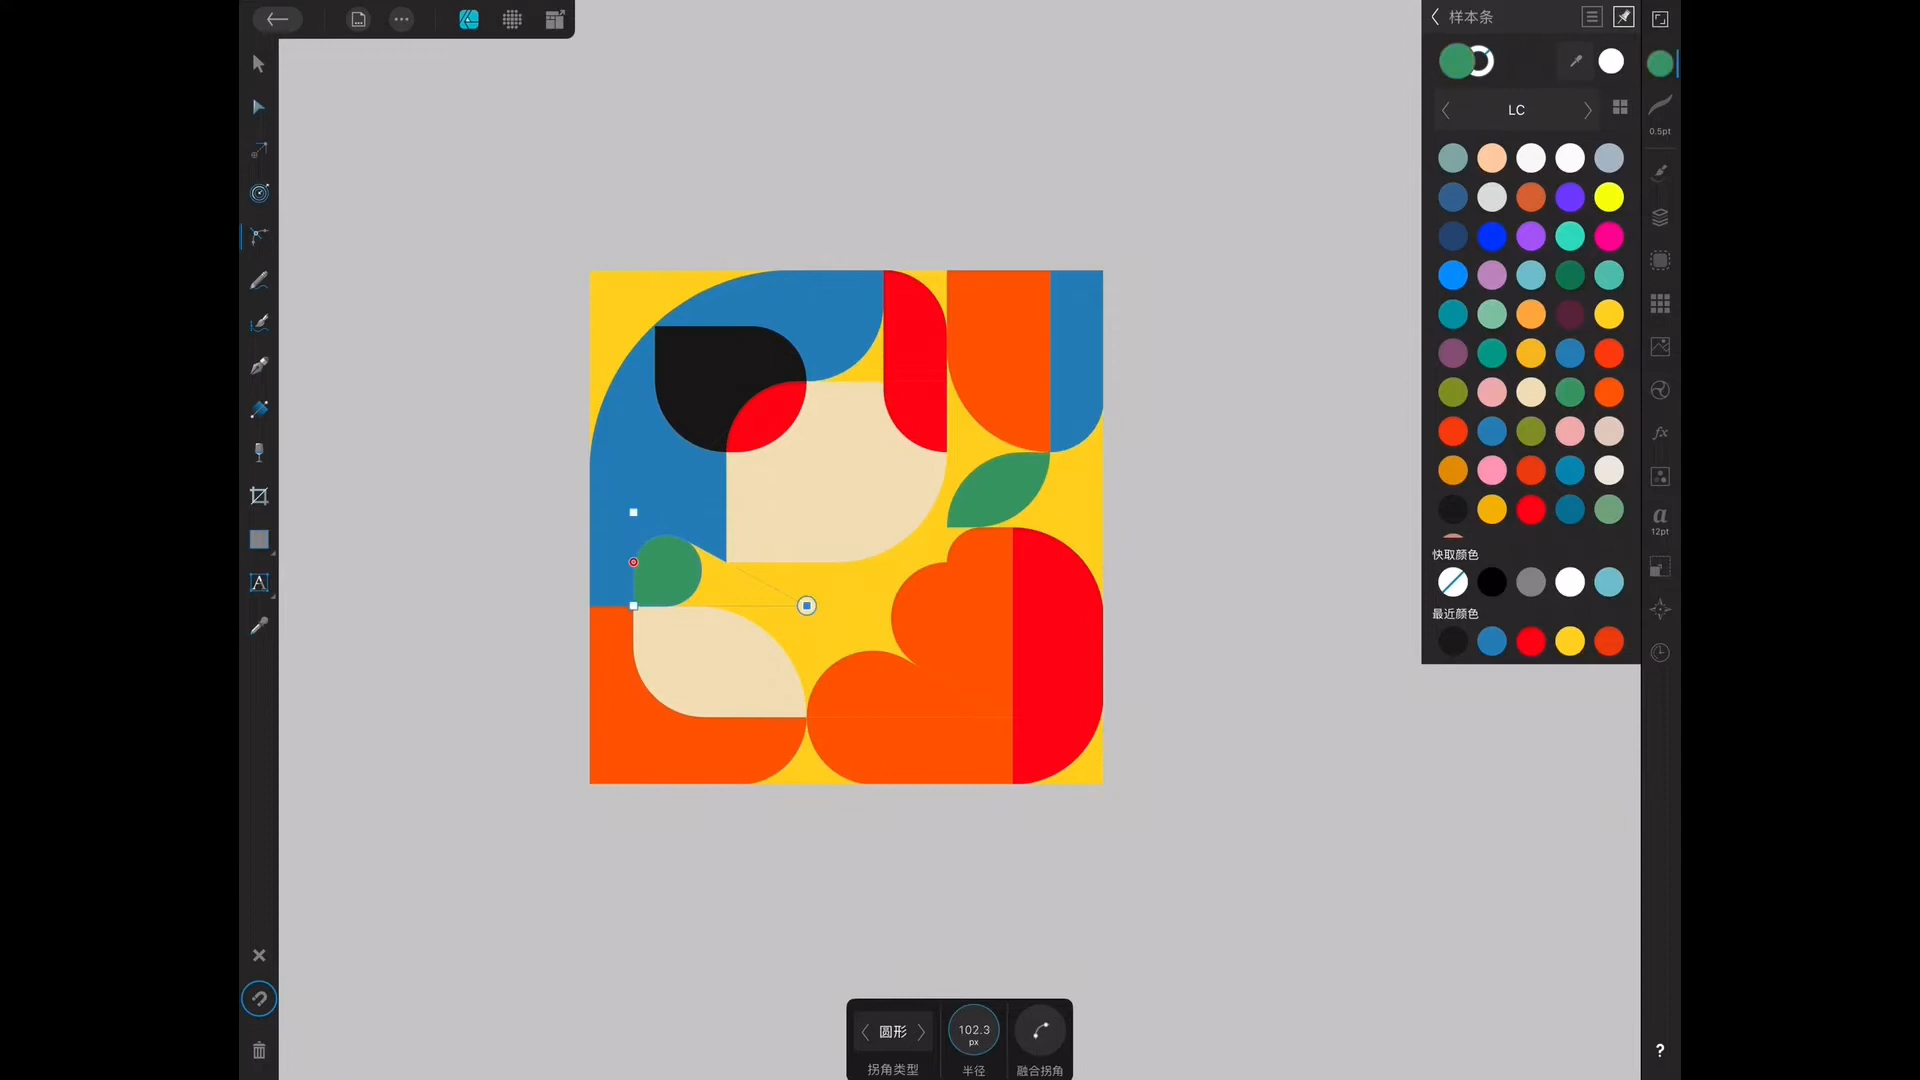 样本条
LC
0.5pt
fx
a
12pt
快取颜色
最近颜色
A
圆形
102.3
px
拐角类型
半径
融合拐角
?